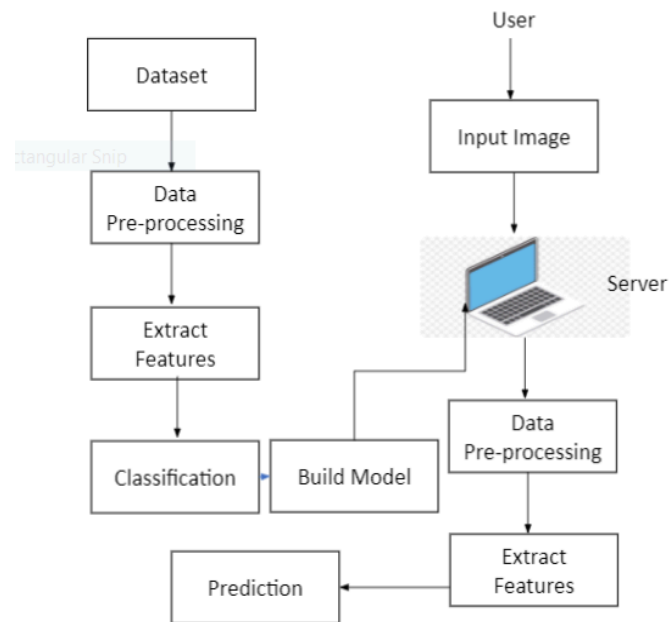 User
Dataset
Input Image
ctangular Snip
Data
Pre-processing
Server
Extract
Features
Data
Pre-processing
Classification
Build Model
Extract
Features
Prediction